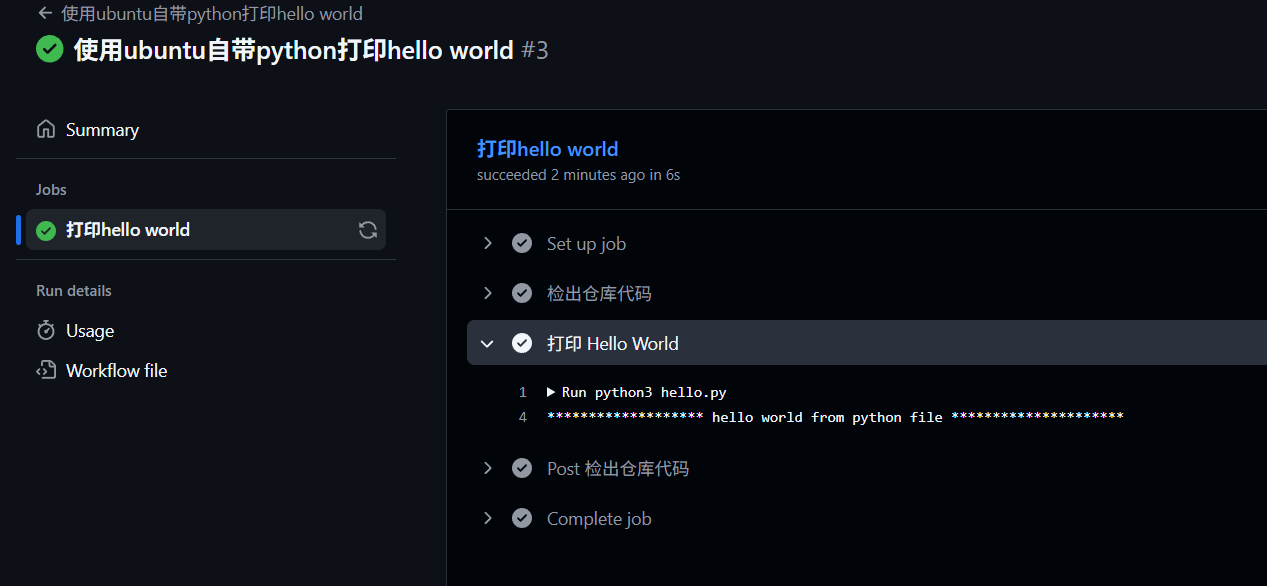 使用ubuntu自带python打印hello world
使用ubuntu自带python打印hello world #3
Summary
Jobs
打印hello world
Run details
Usage
Workflow file
打印hello world
succeeded 2 minutes ago in 6s
Set up job
检出仓库代码
打印 Hello World
1 Run python3 hello.py
4 ******************* hello world from python file *********************
Post 检出仓库代码
Complete job